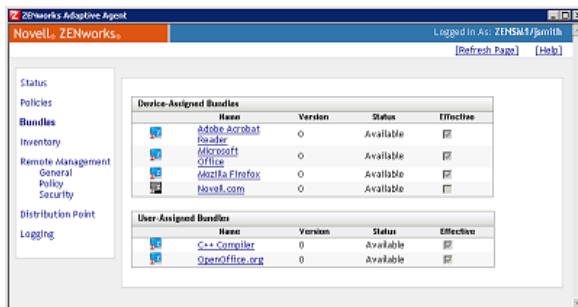 ZENworks Adaptive Agent
Novell® ZENworks®
Logged in As: ZENSM1/jsmith
[Refresh Page] [Help]
Status
Policies
Bundles
Inventory
Remote Management
General
Policy
Security
Distribution Point
Logging
Device-Assigned Bundles
Name Version Status Effective
Adobe Acrobat
Reader 0 Available
Microsoft
Office 0 Available
Mozilla Firefox 0 Available
Novell.com 0 Available
User-Assigned Bundles
Name Version Status Effective
C++ Compiler 0 Available
OpenOffice.org 0 Available